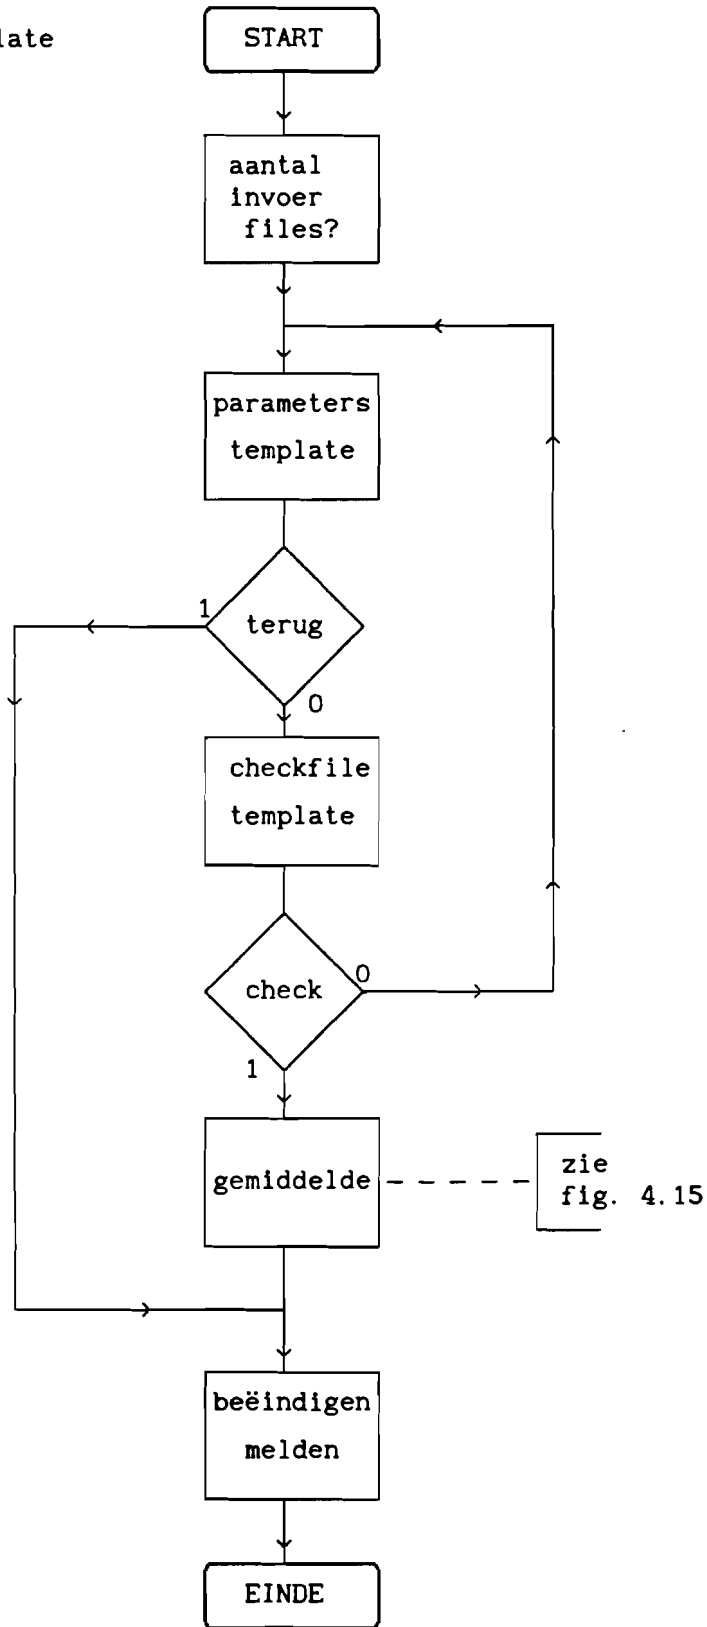 START
aantal
invoer
files?
parameters
template
1
terug
0
checkfile
template
0
check
1
gemiddelde
zie
fig. 4.15
beëindigen
melden
EINDE